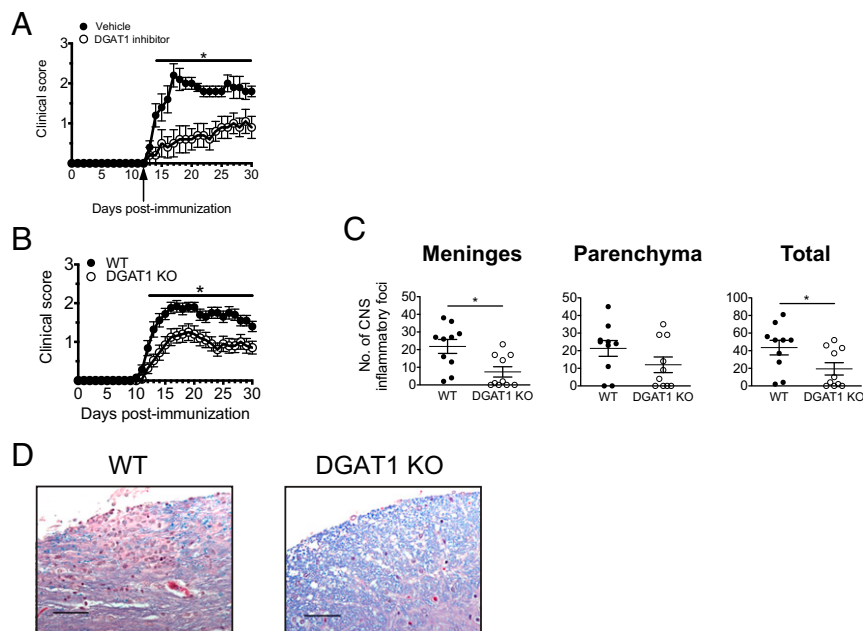 A
Vehicle
DGAT1 inhibitor
Clinical score
3
2
1
0 5 10 15 20 25 30
*
Days post-immunization
B
WT
DGAT1 KO
Clinical score
3
2
1
0
0 5 10 15 20 25 30
*
Days post-immunization
C
Meninges Parenchyma Total
No. of CNS
inflammatory foci
50
40
30
20
10
0
*
WT DGAT1 KO
50
40
30
20
10
0
WT DGAT1 KO
100
80
60
40
20
0
*
WT DGAT1 KO
D
WT DGAT1 KO